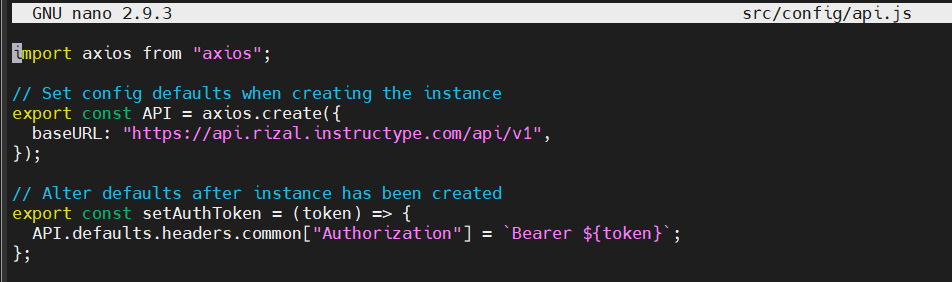 GNU nano 2.9.3 src/config/api.js
import axios from "axios";
// Set config defaults when creating the instance
export const API = axios.create({
  baseURL: "https://api.rizal.instructype.com/api/v1",
});
// Alter defaults after instance has been created
export const setAuthToken = (token) => {
  API.defaults.headers.common["Authorization"] = `Bearer ${token}`;
};